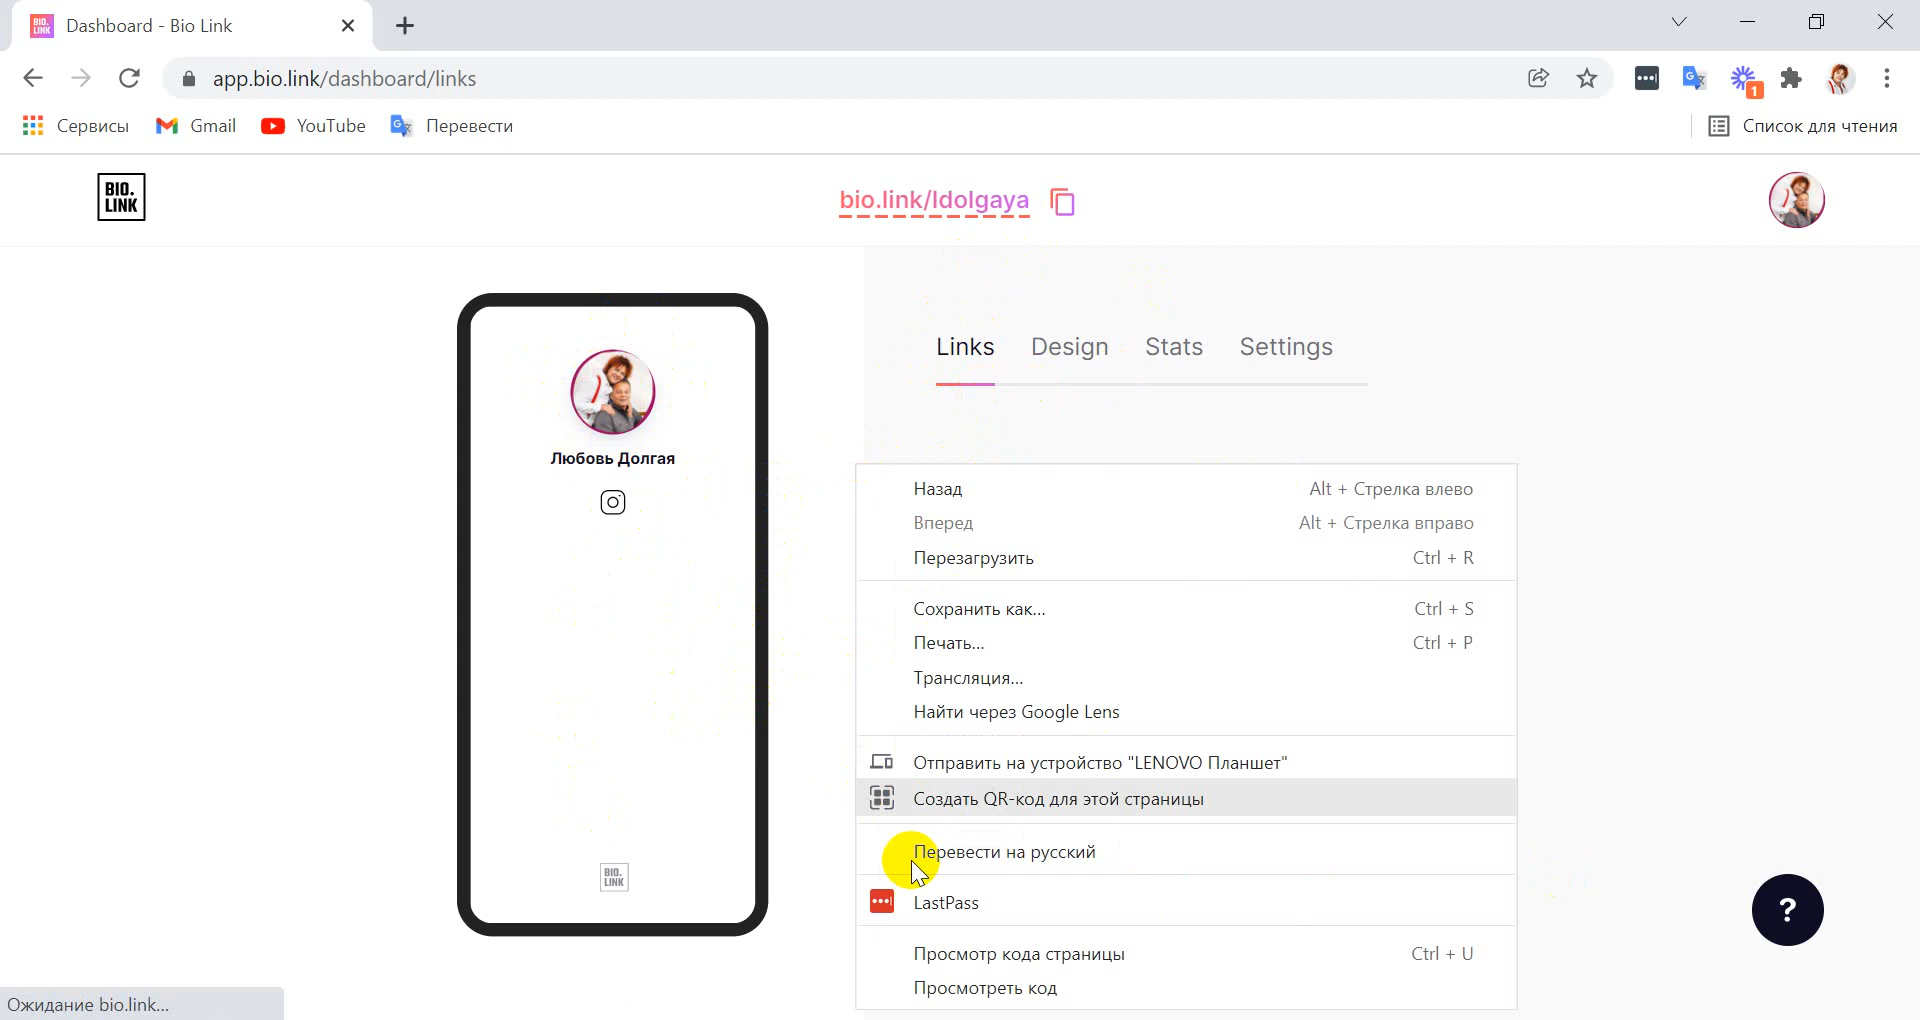 BIO. LINK Dashboard - Bio Link
app.bio.link/dashboard/links
1
Сервисы Gmail YouTube Перевести Список для чтения
BIO.
LINK
bio.link/ldolgaya
Links Design Stats Settings
Любовь Долгая
BIO.
LINK
Назад Alt + Стрелка влево
Вперед Alt + Стрелка вправо
Перезагрузить Ctrl + R
Сохранить как... Ctrl + S
Печать... Ctrl + P
Трансляция...
Найти через Google Lens
Отправить на устройство "LENOVO Планшет"
Создать QR-код для этой страницы
Перевести на русский
LastPass
Просмотр кода страницы Ctrl + U
Просмотреть код
?
Ожидание bio.link...